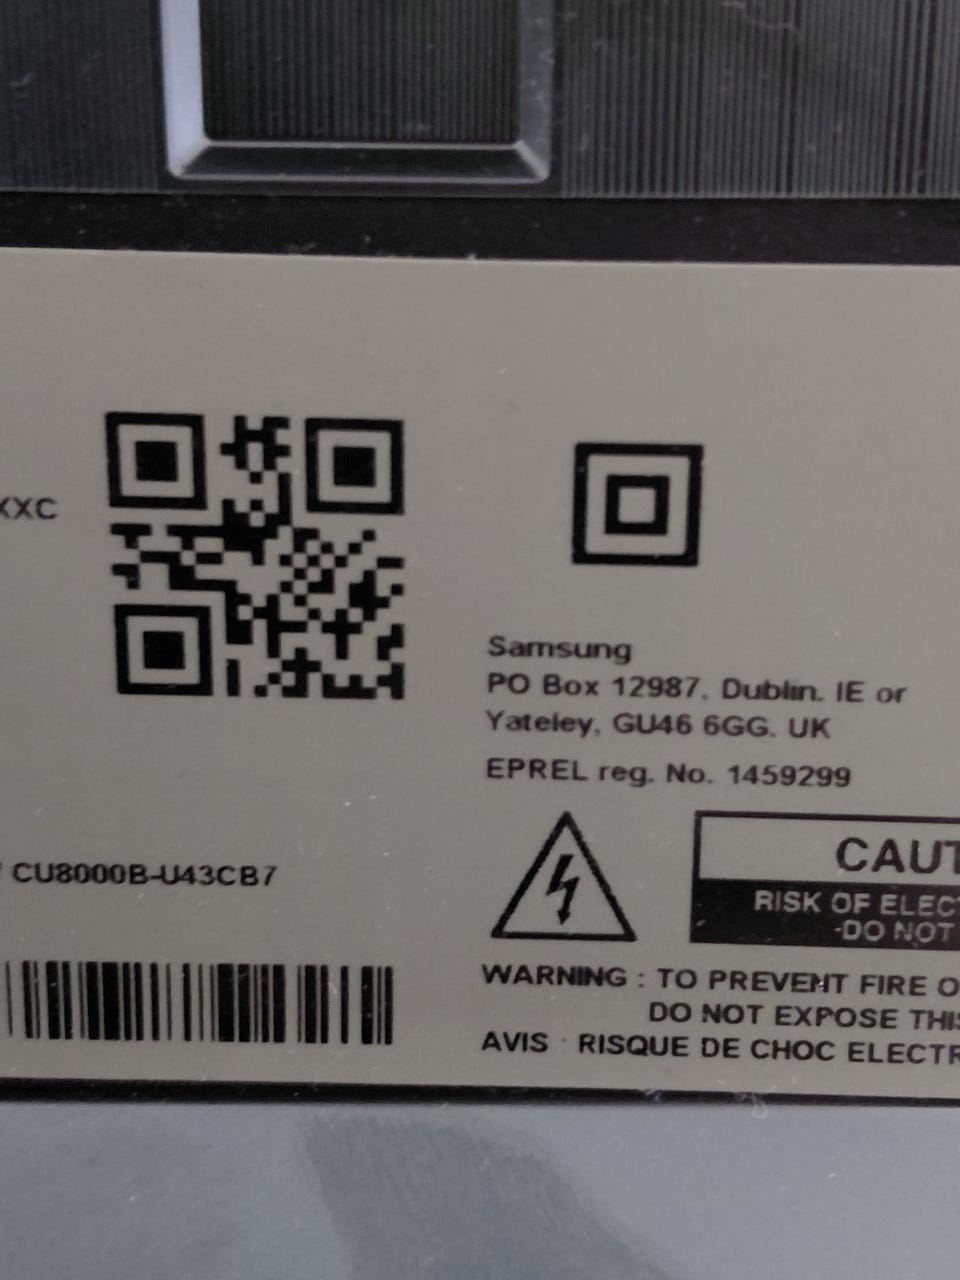 XXC
Samsung
PO Box 12987. Dublin. IE or
Yateley, GU46 6GG. UK
EPREL reg. No. 1459299
CU8000B-U43CB7
CAUT
RISK OF ELEC
-DO NOT
WARNING : TO PREVENT FIRE O
DO NOT EXPOSE THIS
AVIS : RISQUE DE CHOC ELECTR